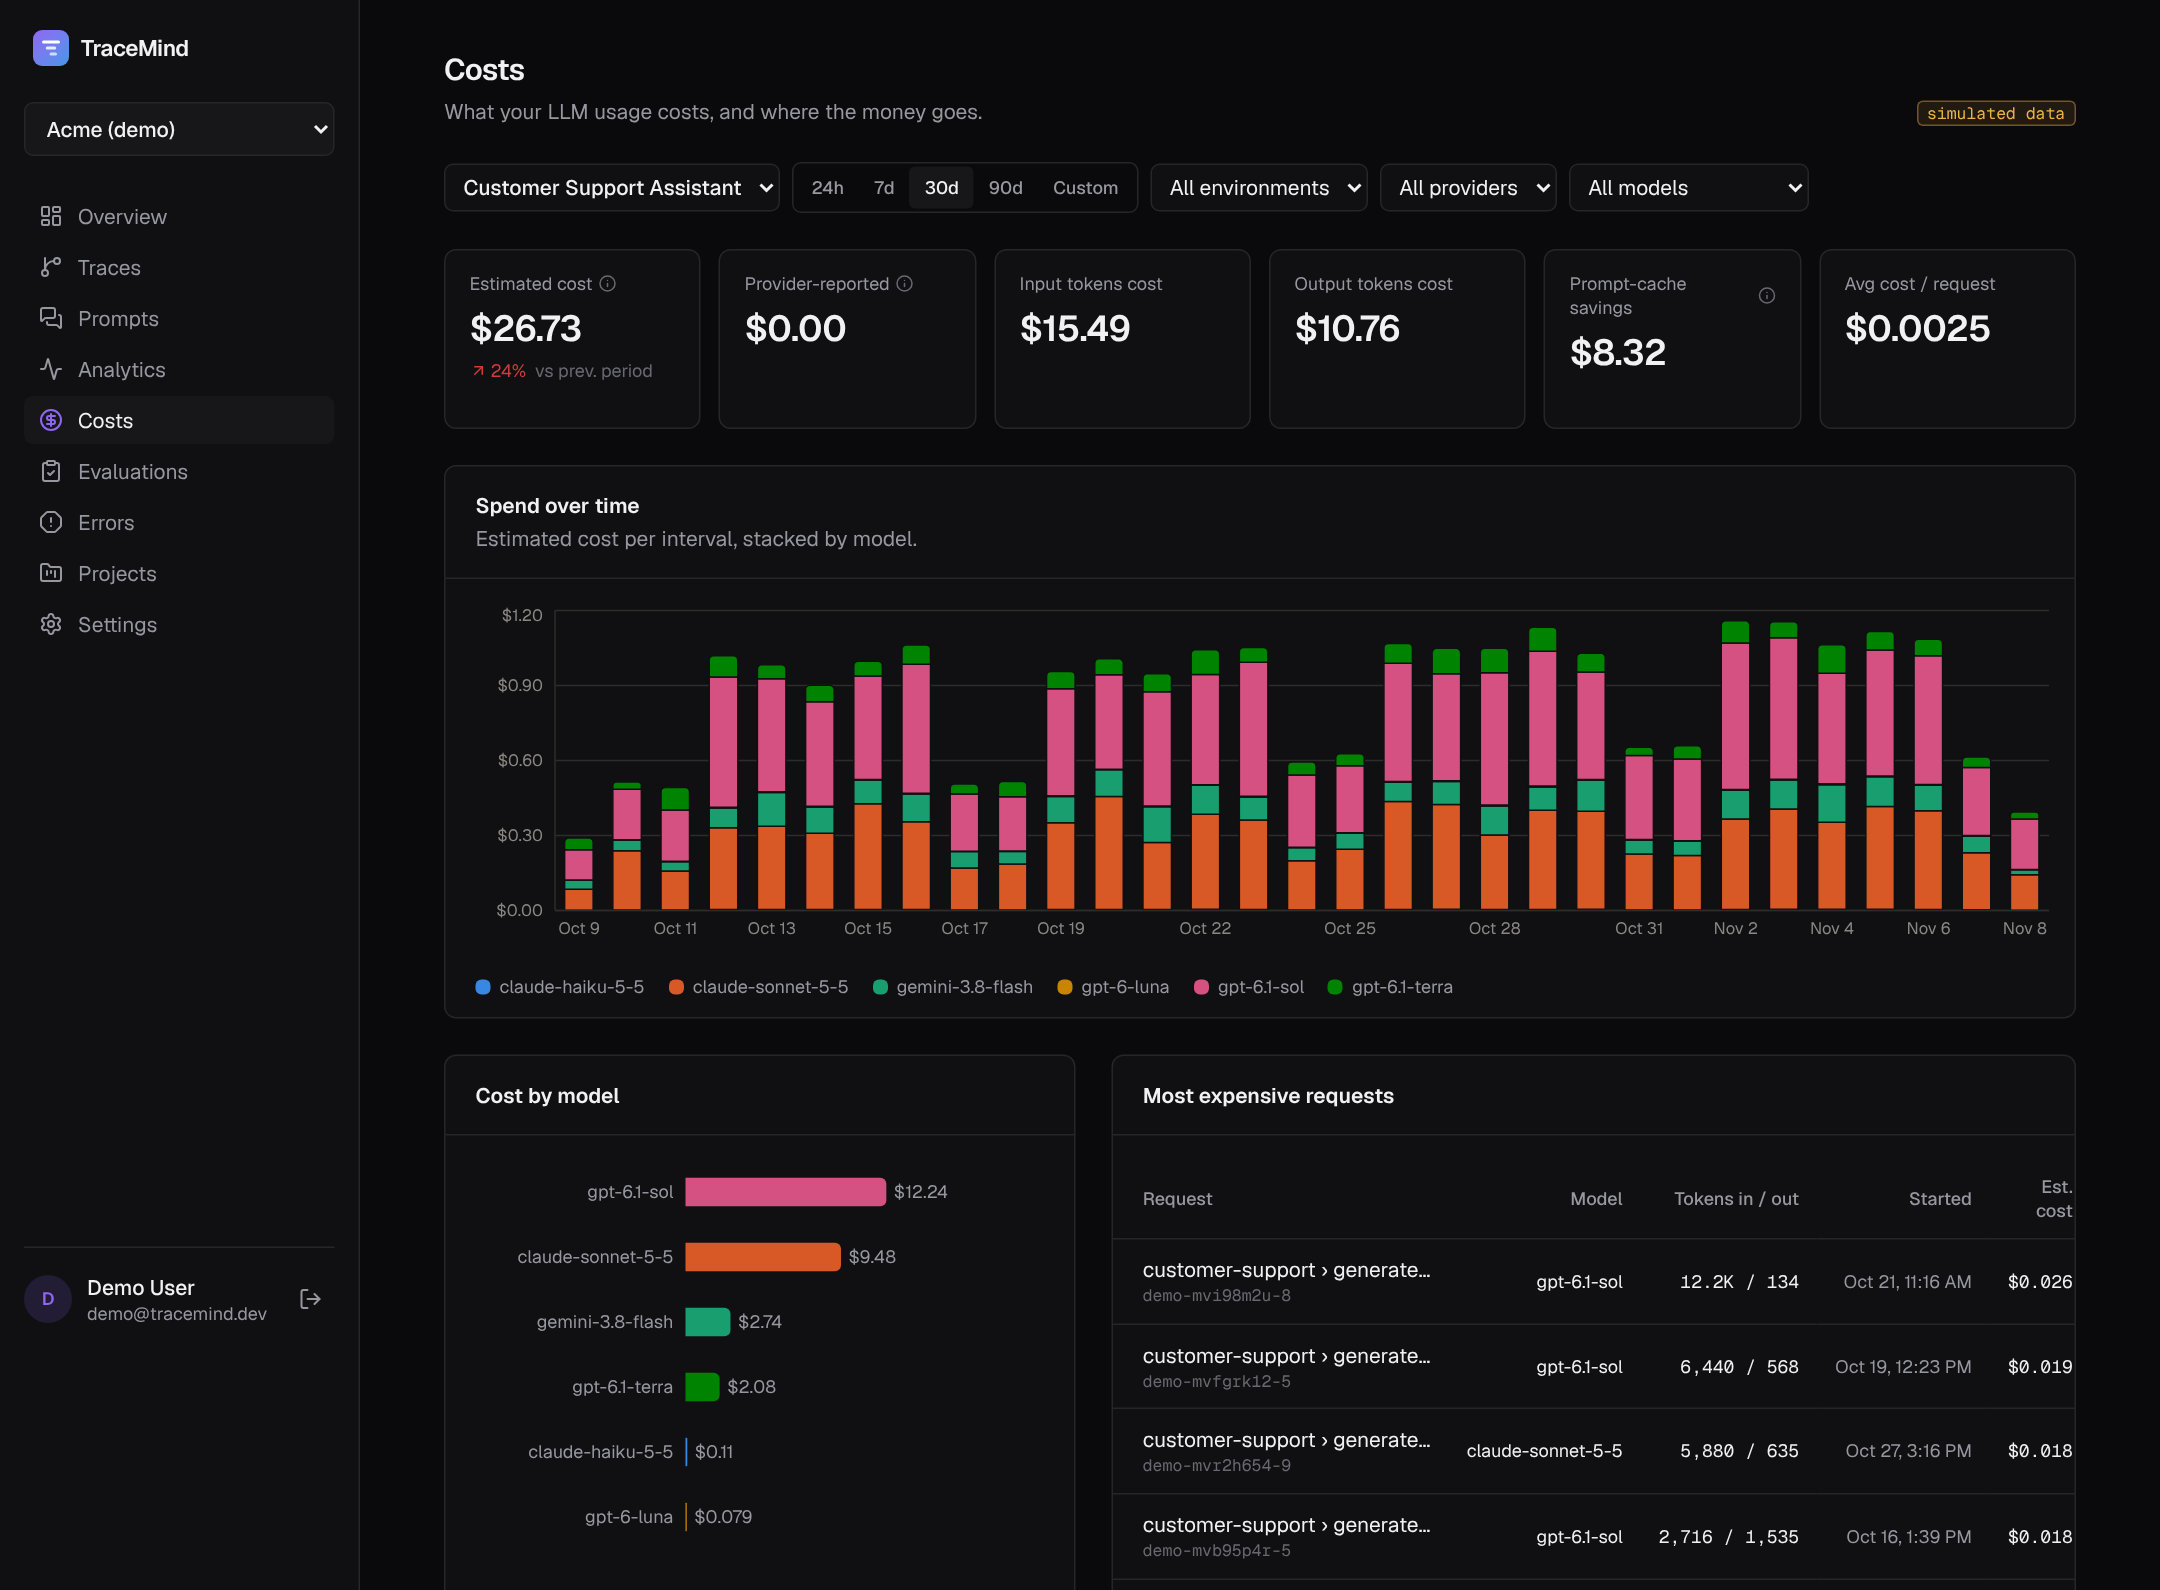 TraceMind
Acme (demo)
Overview
Traces
Prompts
Analytics
Costs
Evaluations
Errors
Projects
Settings
D
Demo User
demo@tracemind.dev
Costs
What your LLM usage costs, and where the money goes.
simulated data
Customer Support Assistant
24h 7d 30d 90d Custom
All environments
All providers
All models
Estimated cost
$26.73
24% vs prev. period
Provider-reported
$0.00
Input tokens cost
$15.49
Output tokens cost
$10.76
Prompt-cache
savings
$8.32
Avg cost / request
$0.0025
Spend over time
Estimated cost per interval, stacked by model.
$1.20
$0.90
$0.60
$0.30
$0.00
Oct 9 Oct 11 Oct 13 Oct 15 Oct 17 Oct 19 Oct 22 Oct 25 Oct 28 Oct 31 Nov 2 Nov 4 Nov 6 Nov 8
claude-haiku-5-5 claude-sonnet-5-5 gemini-3.8-flash gpt-6-luna gpt-6.1-sol gpt-6.1-terra
Cost by model
gpt-6.1-sol $12.24
claude-sonnet-5-5 $9.48
gemini-3.8-flash $2.74
gpt-6.1-terra $2.08
claude-haiku-5-5 $0.11
gpt-6-luna $0.079
Most expensive requests
Request Model Tokens in / out Started Est.
cost
customer-support › generate…
demo-mvi98m2u-8
gpt-6.1-sol 12.2K / 134 Oct 21, 11:16 AM $0.026
customer-support › generate…
demo-mvfgrk12-5
gpt-6.1-sol 6,440 / 568 Oct 19, 12:23 PM $0.019
customer-support › generate…
demo-mvr2h654-9
claude-sonnet-5-5 5,880 / 635 Oct 27, 3:16 PM $0.018
customer-support › generate…
demo-mvb95p4r-5
gpt-6.1-sol 2,716 / 1,535 Oct 16, 1:39 PM $0.018